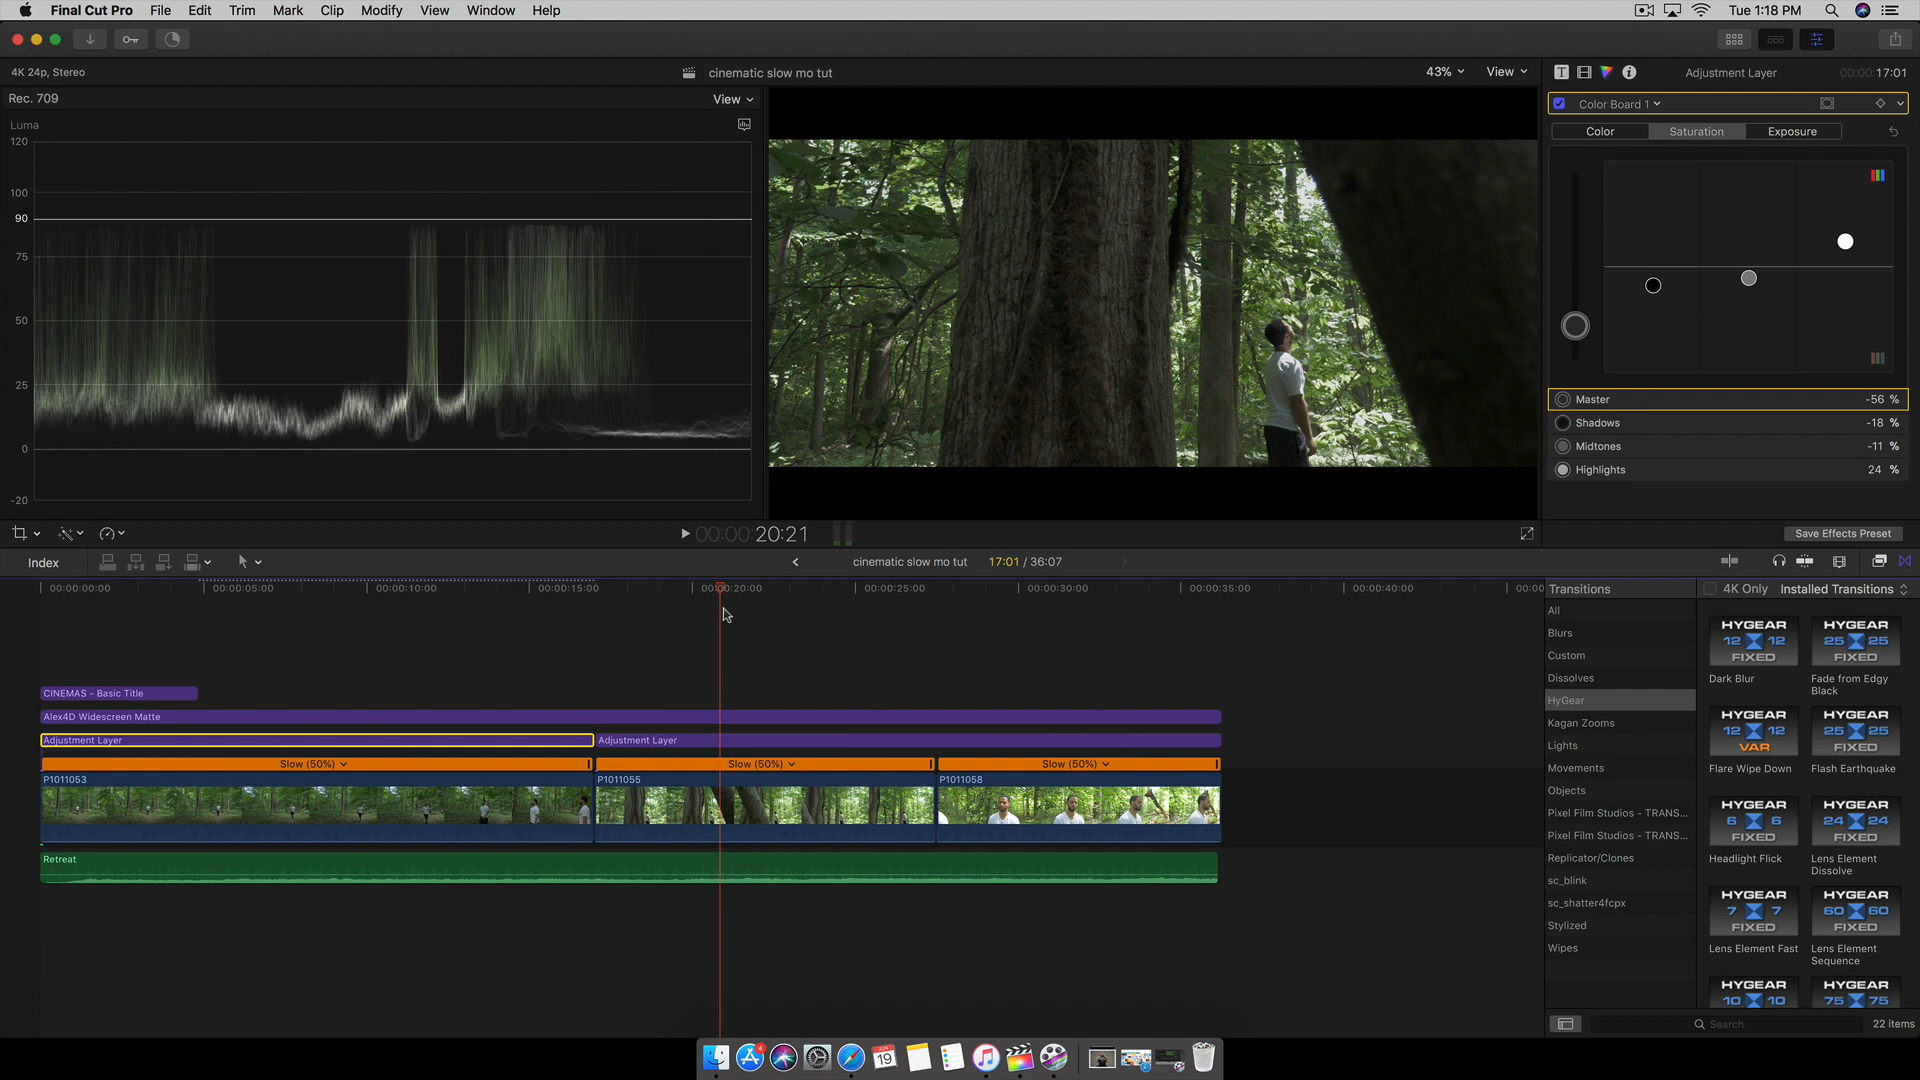 Final Cut Pro File Edit Trim Mark Clip Modify View Window Help Tue 1:18 PM
4K 24p, Stereo
cinematic slow mo tut
43% View
Adjustment Layer
00:00:17:01
Rec. 709
View
Color Board 1
Luma
Color Saturation Exposure
120
100
90
75
50
25
0
-20
Master -56 %
Shadows -18 %
Midtones -11 %
Highlights 24 %
00:00:20:21
Save Effects Preset
Index
cinematic slow mo tut 17:01 / 36:07
00:00:00:00 00:00:05:00 00:00:10:00 00:00:15:00 00:00:20:00 00:00:25:00 00:00:30:00 00:00:35:00 00:00:40:00 00:00
CINEMAS - Basic Title
Alex4D Widescreen Matte
Adjustment Layer
Adjustment Layer
Slow (50%)
Slow (50%)
Slow (50%)
P1011053
P1011055
P1011058
Retreat
Transitions
4K Only
Installed Transitions
All
Blurs
Custom
Dissolves
HyGear
Kagan Zooms
Lights
Movements
Objects
Pixel Film Studios - TRANS...
Pixel Film Studios - TRANS...
Replicator/Clones
sc_blink
sc_shatter4fcpx
Stylized
Wipes
HYGEAR
12 12
FIXED
Dark Blur
HYGEAR
25 25
FIXED
Fade from Edgy
Black
HYGEAR
12 12
VAR
Flare Wipe Down
HYGEAR
25 25
FIXED
Flash Earthquake
HYGEAR
6 6
FIXED
Headlight Flick
HYGEAR
24 24
FIXED
Lens Element
Dissolve
HYGEAR
7 7
FIXED
Lens Element Fast
HYGEAR
60 60
FIXED
Lens Element
Sequence
HYGEAR
10 10
HYGEAR
75 75
Search
22 items
4
JUN
19